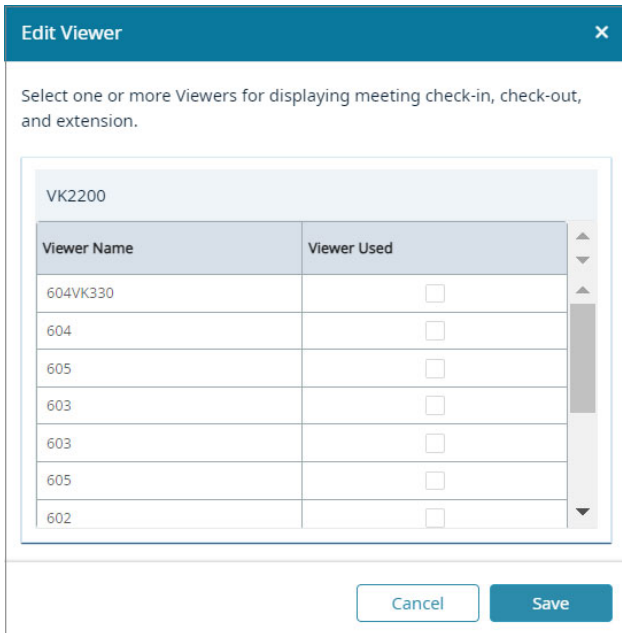 Edit Viewer
Select one or more Viewers for displaying meeting check-in, check-out,
and extension.
VK2200
Viewer Name Viewer Used
604VK330
604
605
603
603
605
602
Cancel Save